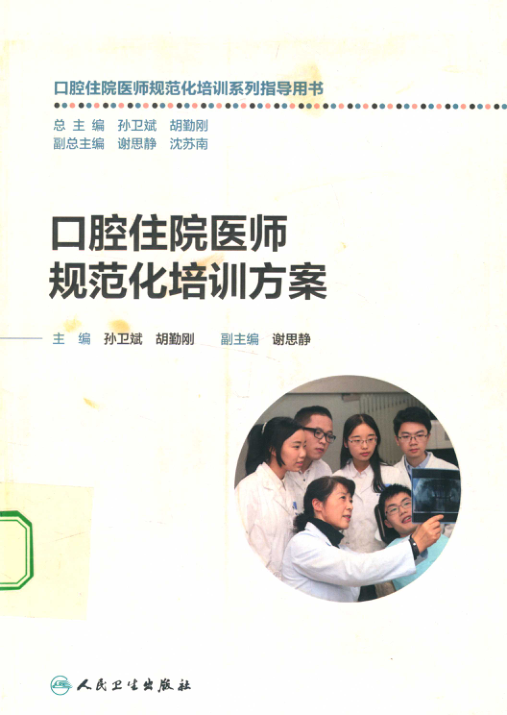 口腔住院医师规范化培训系列指导用书
总 主 编 孙卫斌 胡勤刚
副总主编 谢思静 沈苏南
口腔住院医师
规范化培训方案
主 编 孙卫斌 胡勤刚 副主编 谢思静
人民卫生出版社